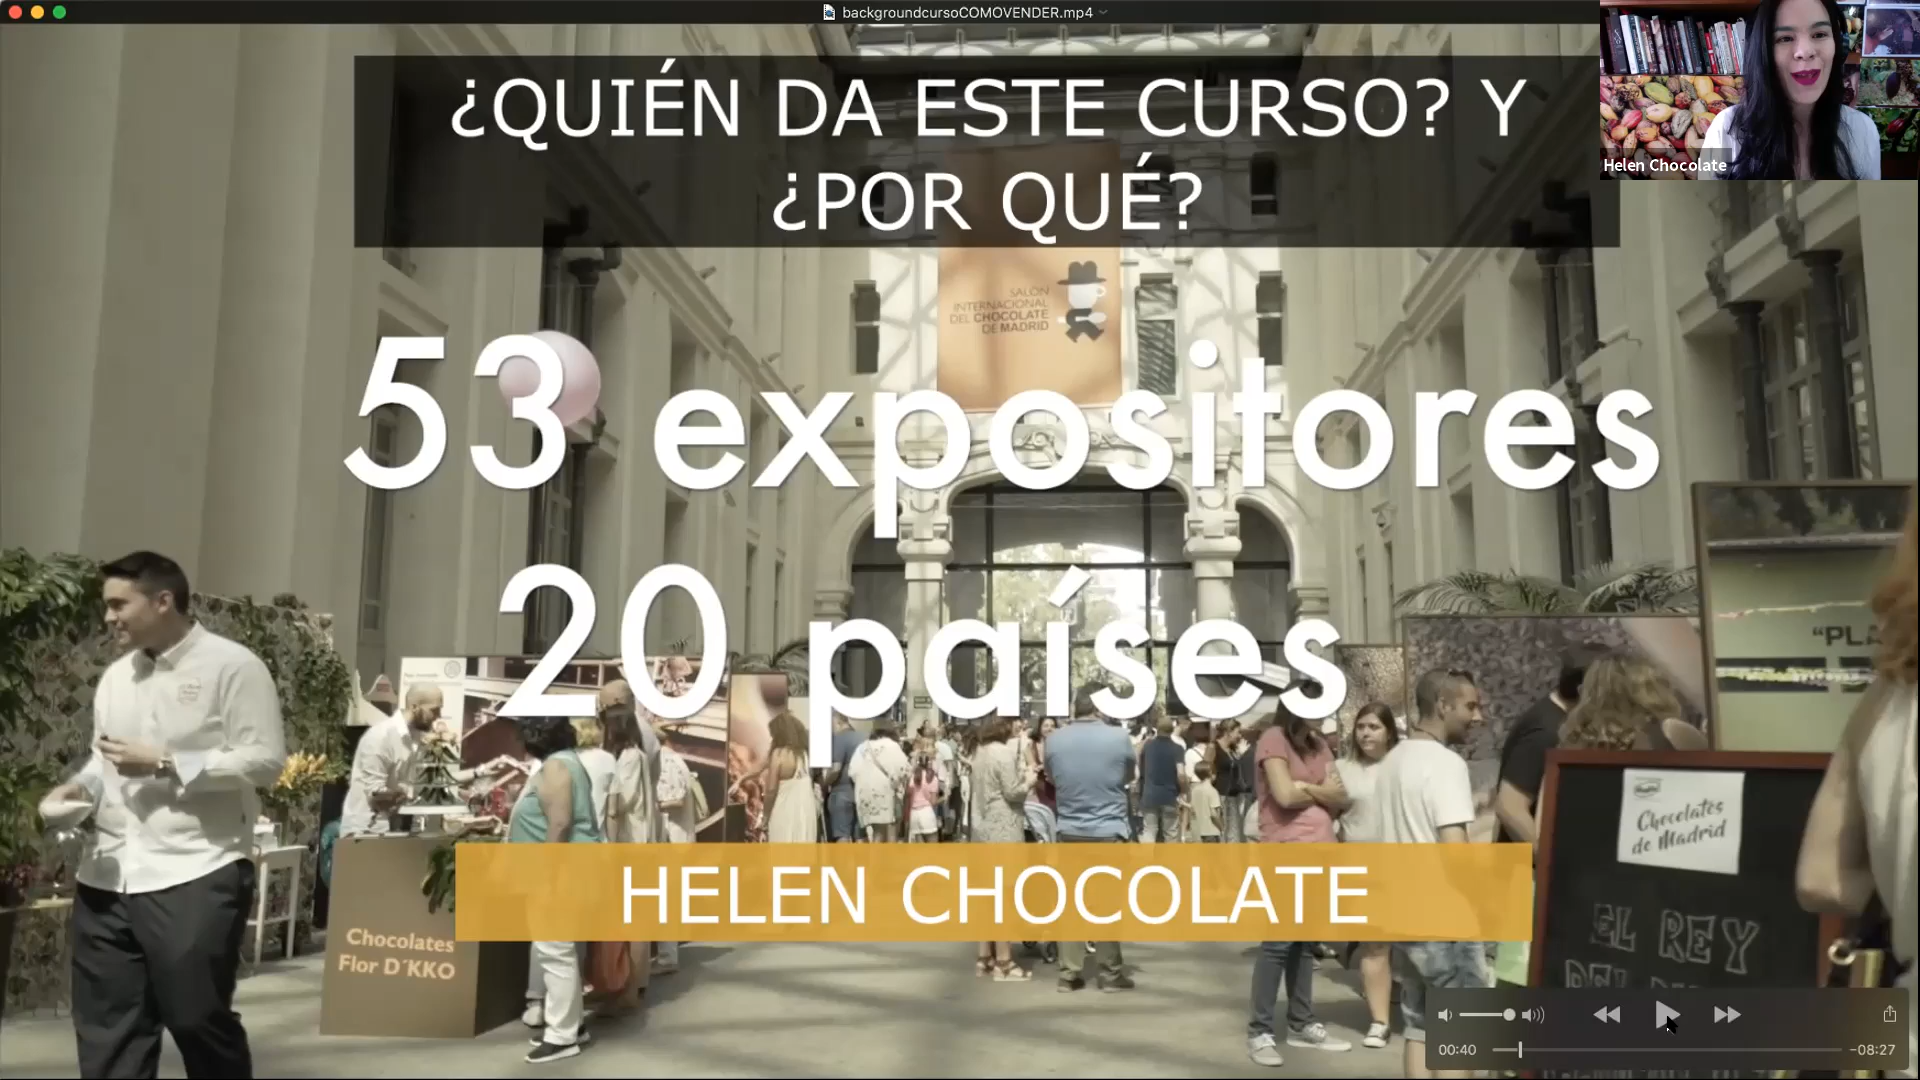 backgroundcursoCOMOVENDER.mp4
¿QUIÉN DA ESTE CURSO? Y
¿POR QUÉ?
Helen Chocolate
SALÓN
INTERNACIONAL
DEL CHOCOLATE
DE MADRID
53 expositores
20 países
"PLA
Chocolates
de Madrid
HELEN CHOCOLATE
Chocolates
Flor D´KKO
EL REY
00:40
-08:27